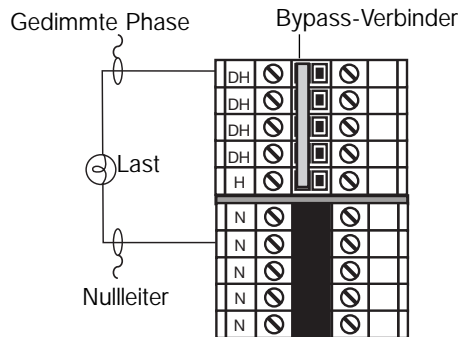 Gedimmte Phase
Bypass-Verbinder
DH
DH
DH
DH
H
Last
N
N
N
N
N
Nullleiter